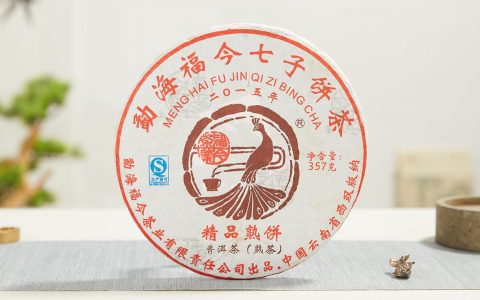 勐海福今七子饼茶
MENG HAI FU JIN QI ZI BING CHA
二〇一五年
®
净含量:
357克
精品熟饼
普洱茶(熟茶)
勐海福今茶业有限责任公司出品·中国云南省西双版纳